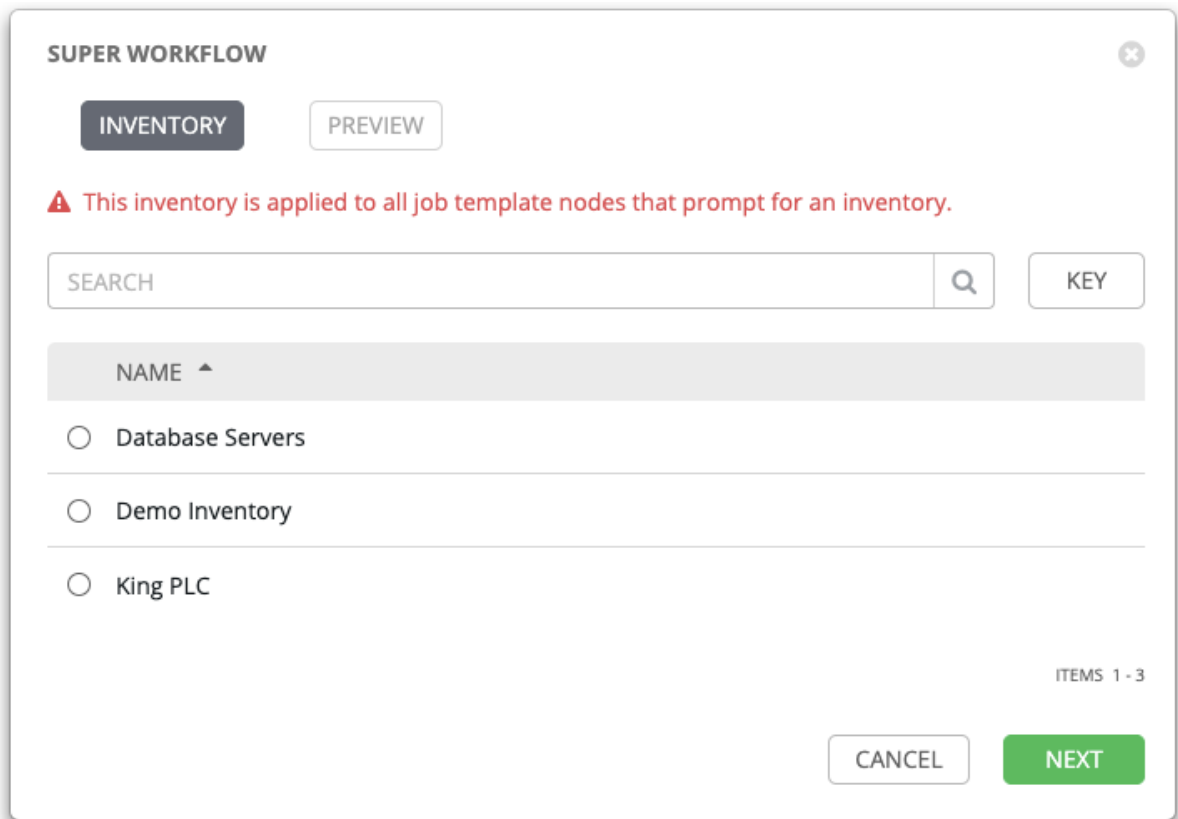 SUPER WORKFLOW
INVENTORY PREVIEW
This inventory is applied to all job template nodes that prompt for an inventory.
SEARCH KEY
NAME
Database Servers
Demo Inventory
King PLC
ITEMS 1 - 3
CANCEL NEXT